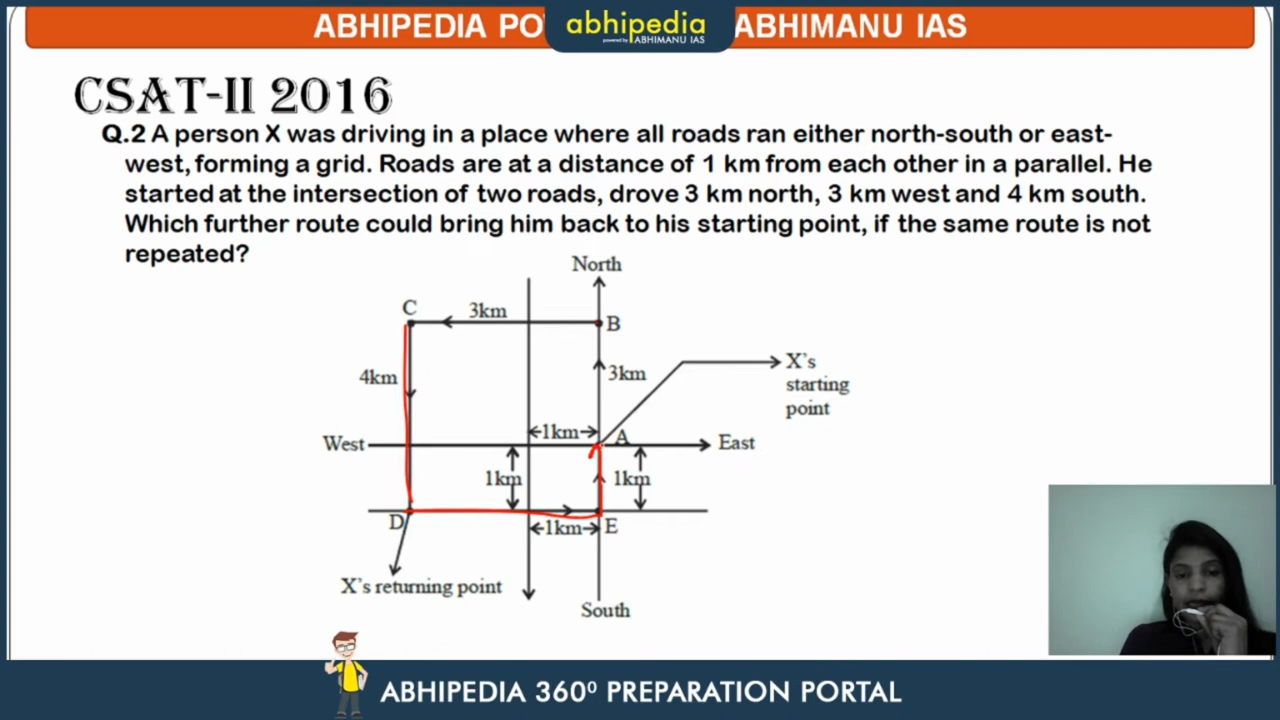 ABHIPEDIA PO
abhipedia
powered by ABHIMANU IAS
ABHIMANU IAS
CSAT-II 2016
Q.2 A person X was driving in a place where all roads ran either north-south or east-
west, forming a grid. Roads are at a distance of 1 km from each other in a parallel. He
started at the intersection of two roads, drove 3 km north, 3 km west and 4 km south.
Which further route could bring him back to his starting point, if the same route is not
repeated?
North
C
3km
B
4km
3km
X's
starting
point
West
1km
A
East
1km
1km
D
1km
E
X's returning point
South
ABHIPEDIA 360⁰ PREPARATION PORTAL